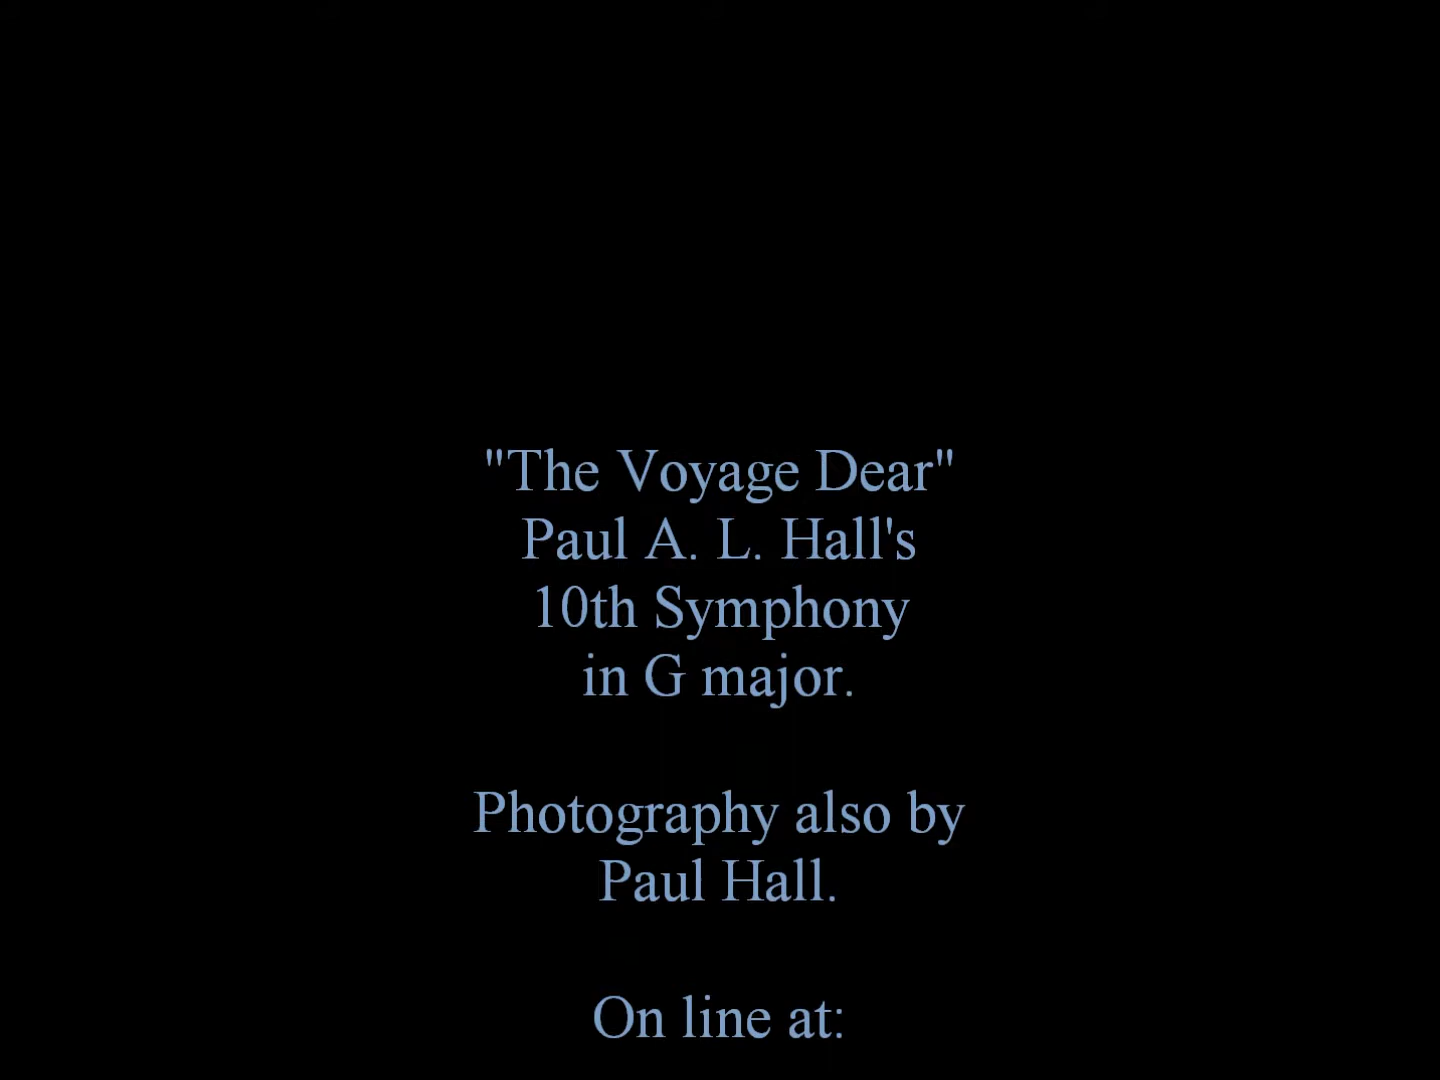 "The Voyage Dear"
Paul A. L. Hall's
10th Symphony
in G major.
Photography also by
Paul Hall.
On line at: